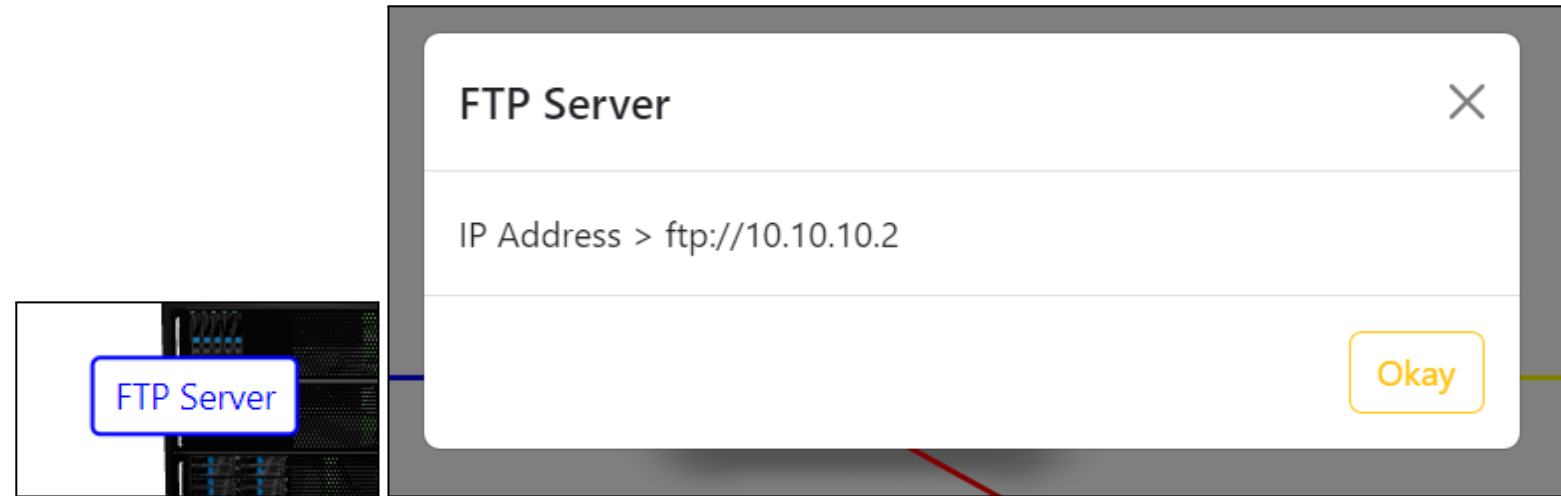 FTP Server
IP Address > ftp://10.10.10.2
Okay
FTP Server